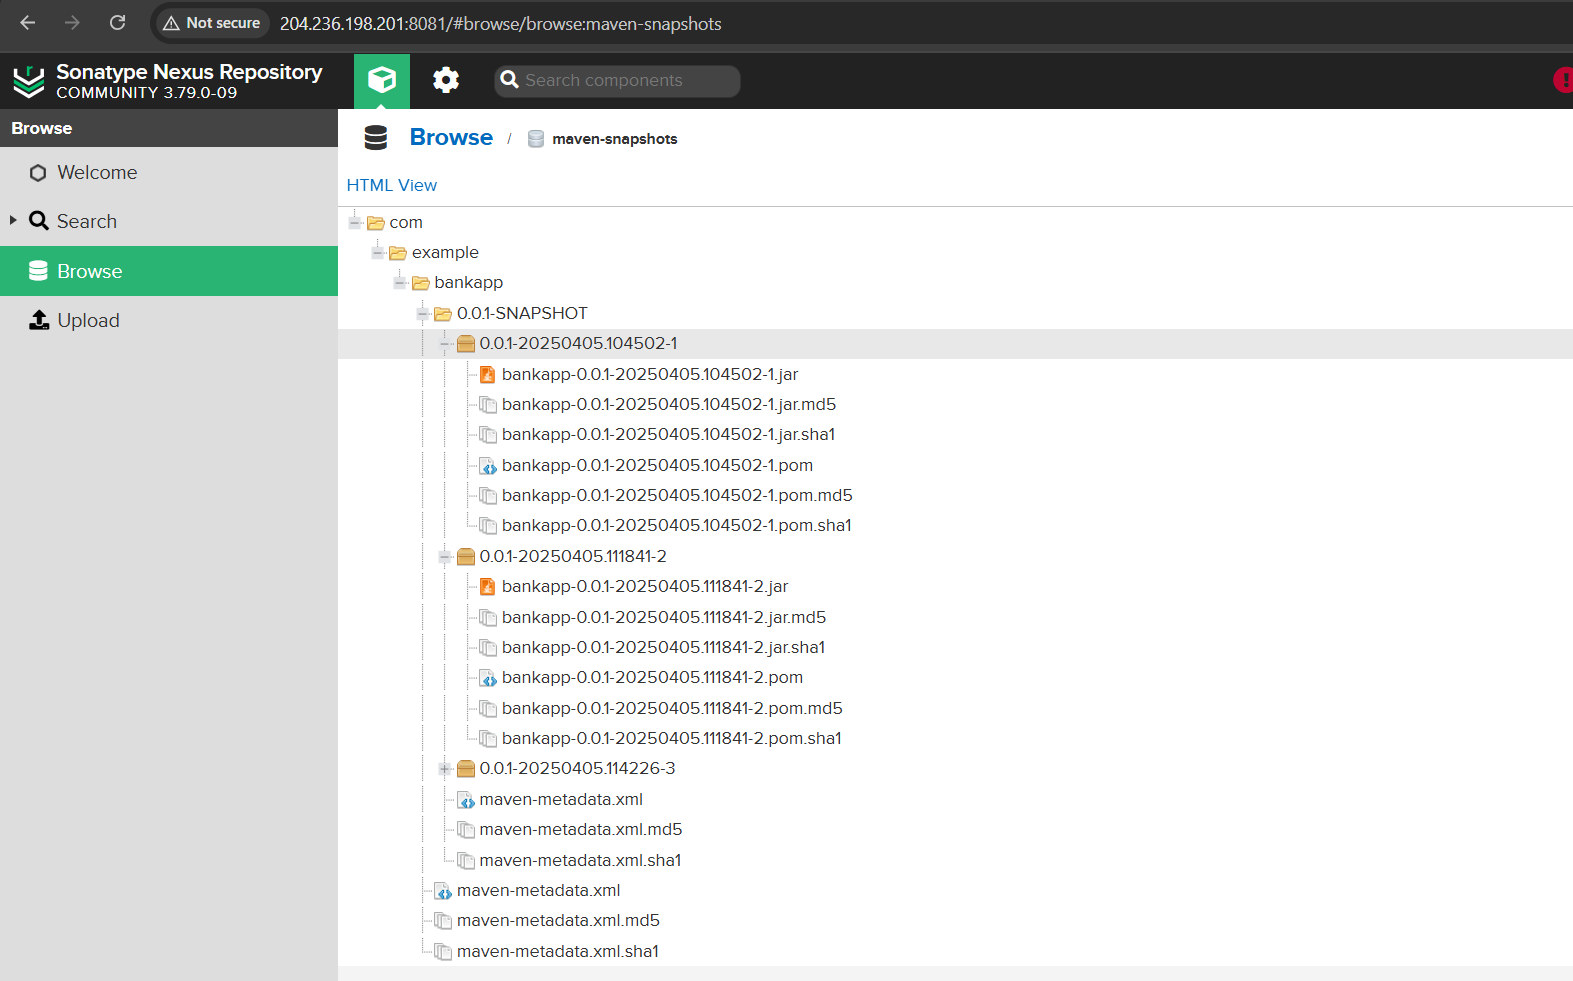 Not secure 204.236.198.201:8081/#browse/browse:maven-snapshots
Sonatype Nexus Repository
COMMUNITY 3.79.0-09
Search components
Browse
Welcome
Search
Browse
Upload
Browse / maven-snapshots
HTML View
com
example
bankapp
0.0.1-SNAPSHOT
0.0.1-20250405.104502-1
bankapp-0.0.1-20250405.104502-1.jar
bankapp-0.0.1-20250405.104502-1.jar.md5
bankapp-0.0.1-20250405.104502-1.jar.sha1
bankapp-0.0.1-20250405.104502-1.pom
bankapp-0.0.1-20250405.104502-1.pom.md5
bankapp-0.0.1-20250405.104502-1.pom.sha1
0.0.1-20250405.111841-2
bankapp-0.0.1-20250405.111841-2.jar
bankapp-0.0.1-20250405.111841-2.jar.md5
bankapp-0.0.1-20250405.111841-2.jar.sha1
bankapp-0.0.1-20250405.111841-2.pom
bankapp-0.0.1-20250405.111841-2.pom.md5
bankapp-0.0.1-20250405.111841-2.pom.sha1
0.0.1-20250405.114226-3
maven-metadata.xml
maven-metadata.xml.md5
maven-metadata.xml.sha1
maven-metadata.xml
maven-metadata.xml.md5
maven-metadata.xml.sha1